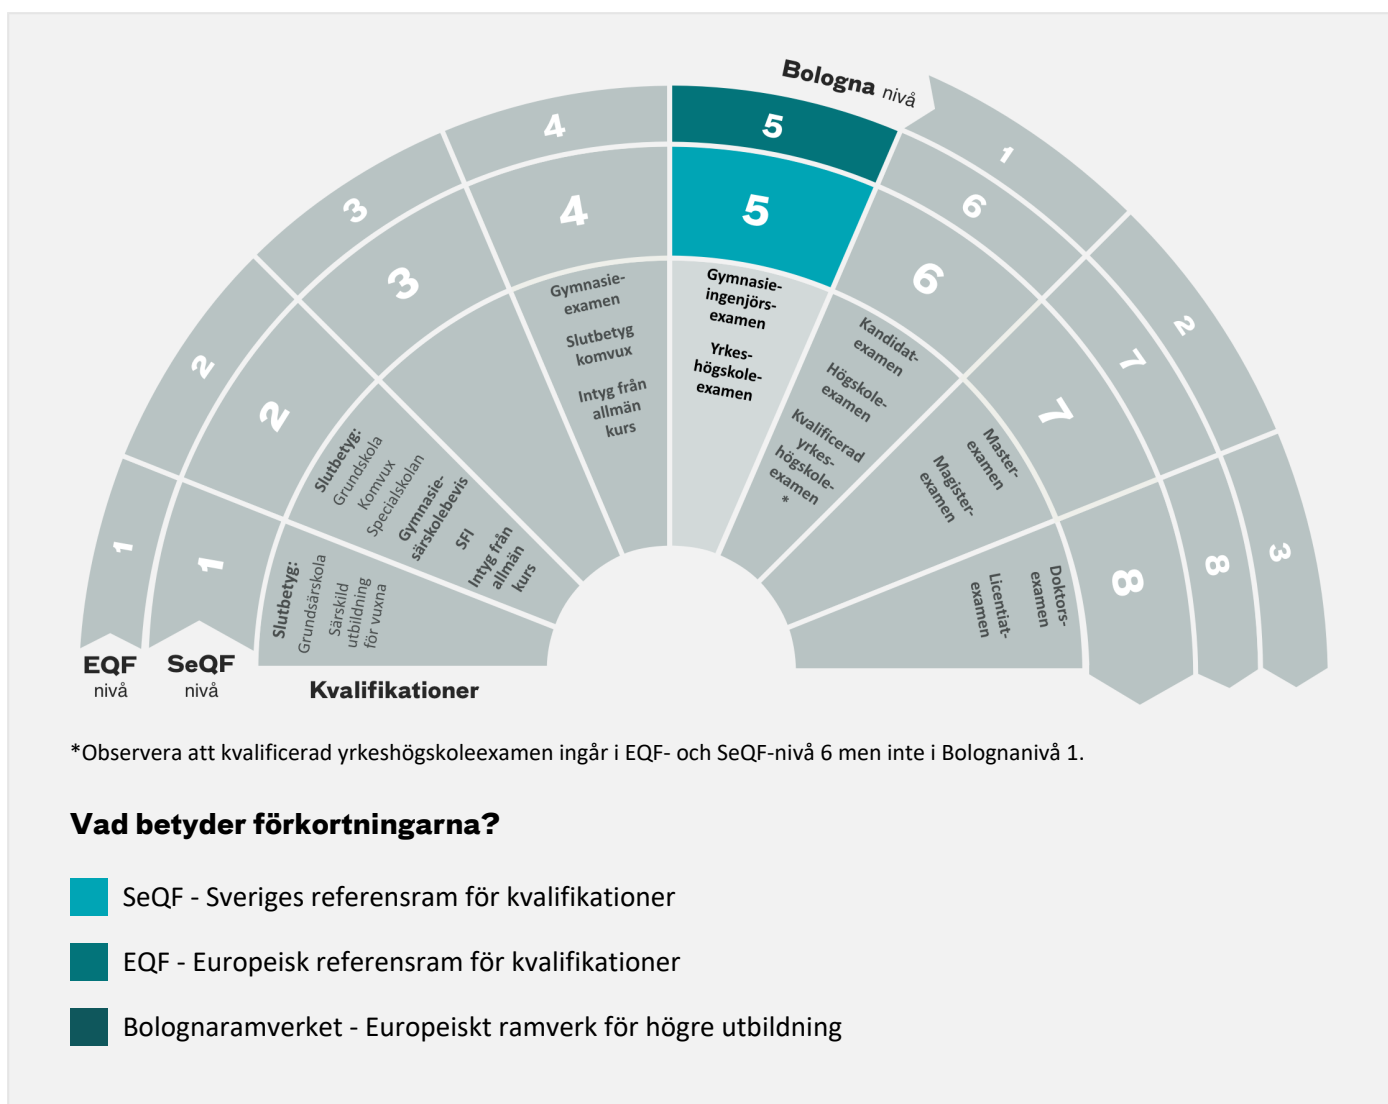 Bologna nivå
1
2
3
4
5
6
7
8
1
2
3
1
2
3
4
5
6
7
8
Slutbetyg:
Grundsärskola
Särskild
utbildning
för vuxna
Slutbetyg:
Grundskola
Komvux
Specialskolan
Gymnasie-
särskolebevis
SFI
Intyg från
allmän
kurs
Gymnasie-
examen
Slutbetyg
komvux
Intyg från
allmän
kurs
Gymnasie-
ingenjörs-
examen
Yrkes-
högskole-
examen
Kandidat-
examen
Högskole-
examen
Kvalificerad
yrkes-
högskole-
examen
*
Master-
examen
Magister-
examen
Doktors-
examen
Licentiat-
examen
EQF
nivå
SeQF
nivå
Kvalifikationer
*Observera att kvalificerad yrkeshögskoleexamen ingår i EQF- och SeQF-nivå 6 men inte i Bolognanivå 1.
Vad betyder förkortningarna?
SeQF - Sveriges referensram för kvalifikationer
EQF - Europeisk referensram för kvalifikationer
Bolognaramverket - Europeiskt ramverk för högre utbildning